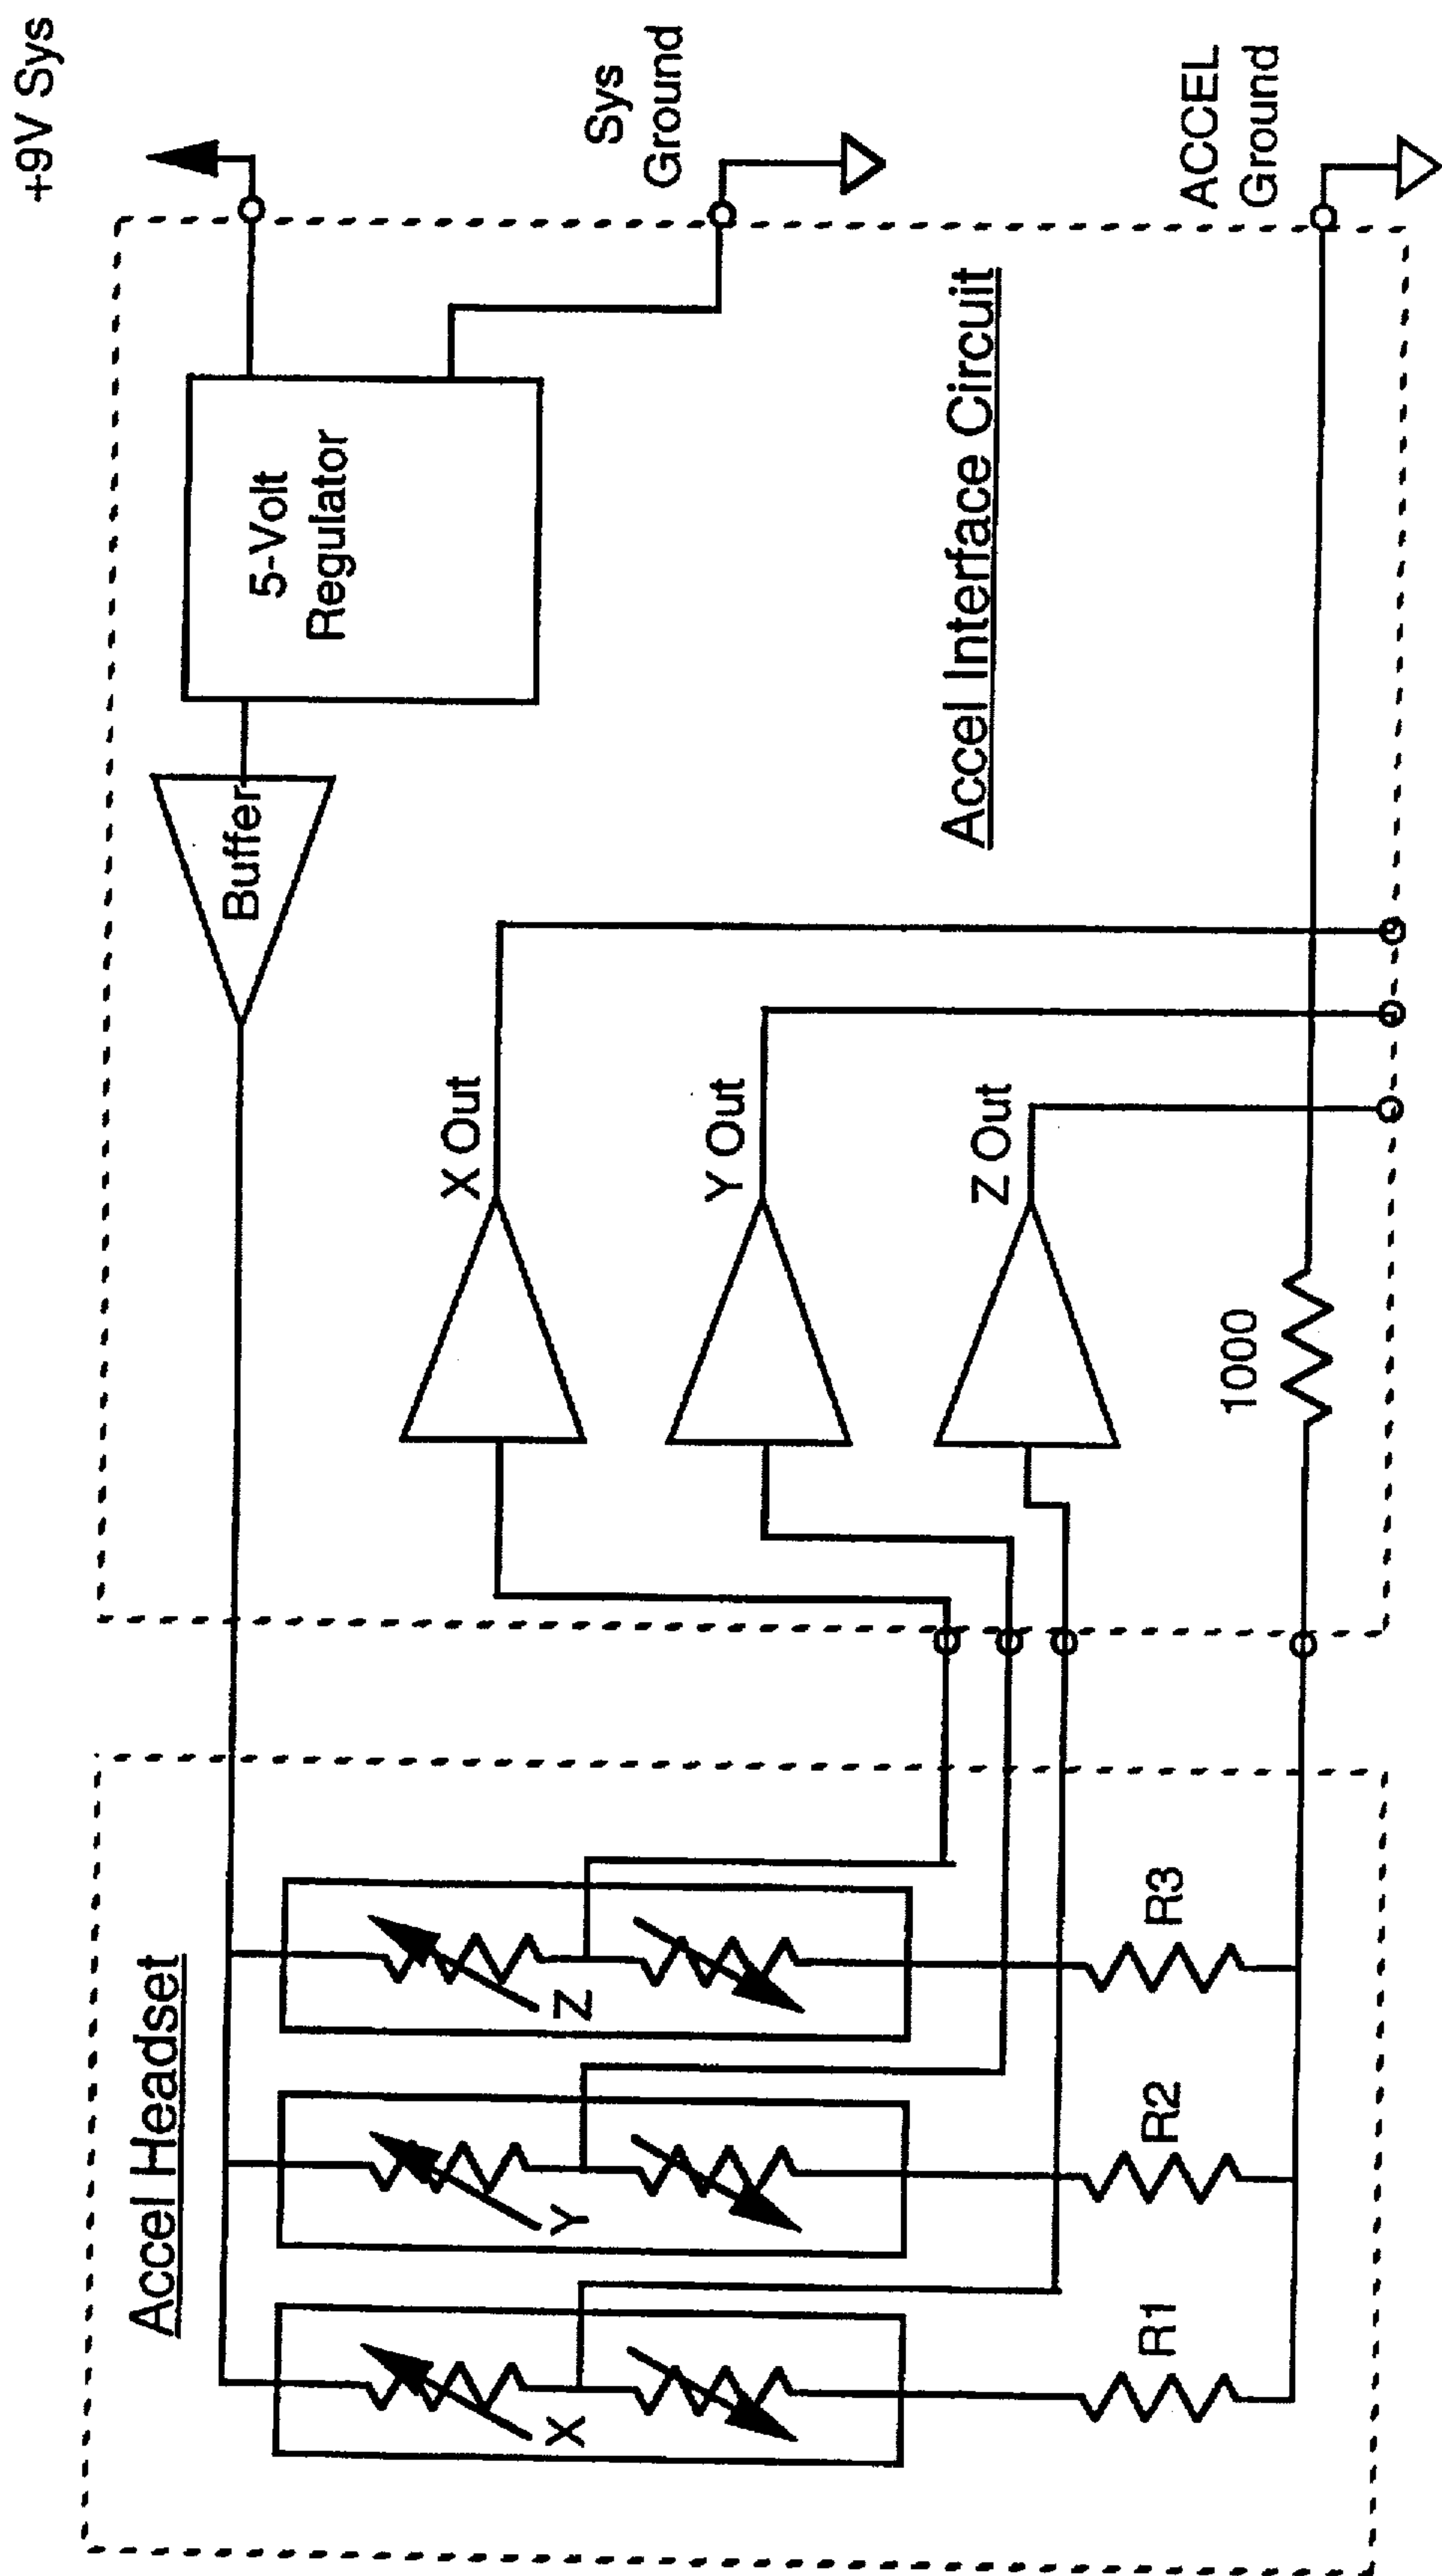 +9V Sys
Sys
Ground
ACCEL
Ground
5-Volt
Regulator
Buffer
Accel Interface Circuit
X Out
Y Out
Z Out
1000
Accel Headset
Z
Y
X
R3
R2
R1